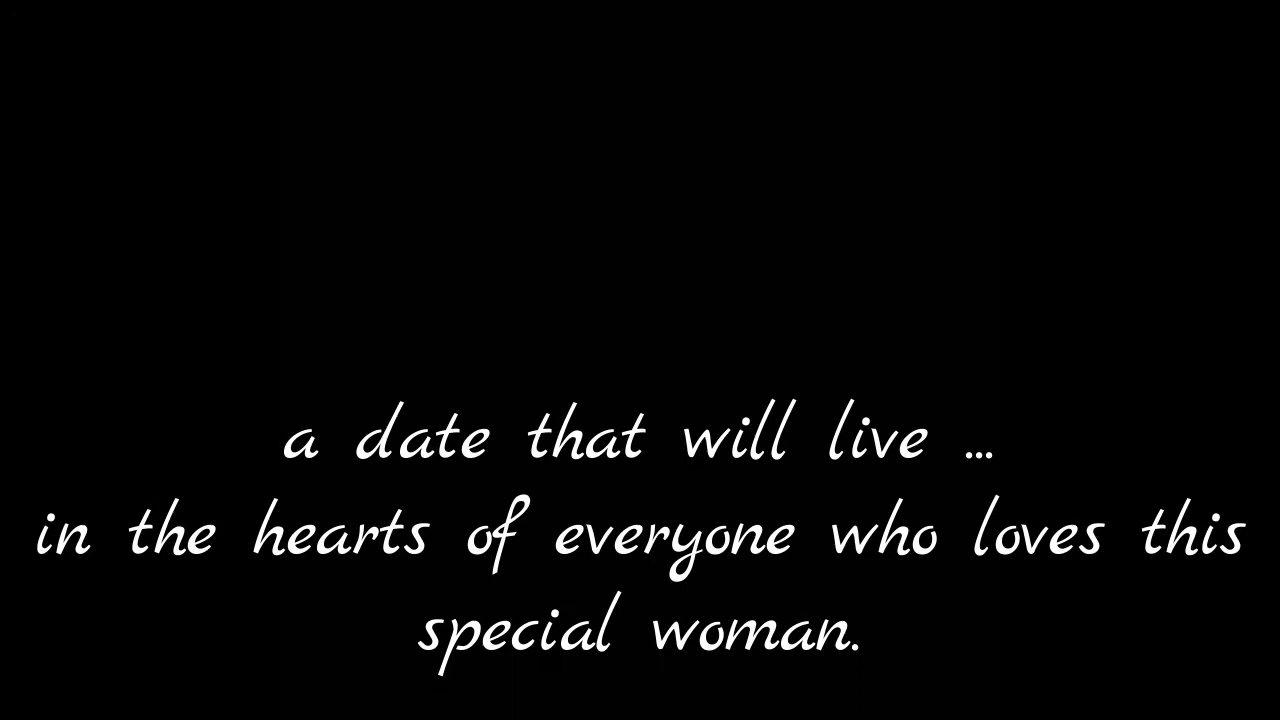 a date that will live ...
in the hearts of everyone who loves this
special woman.